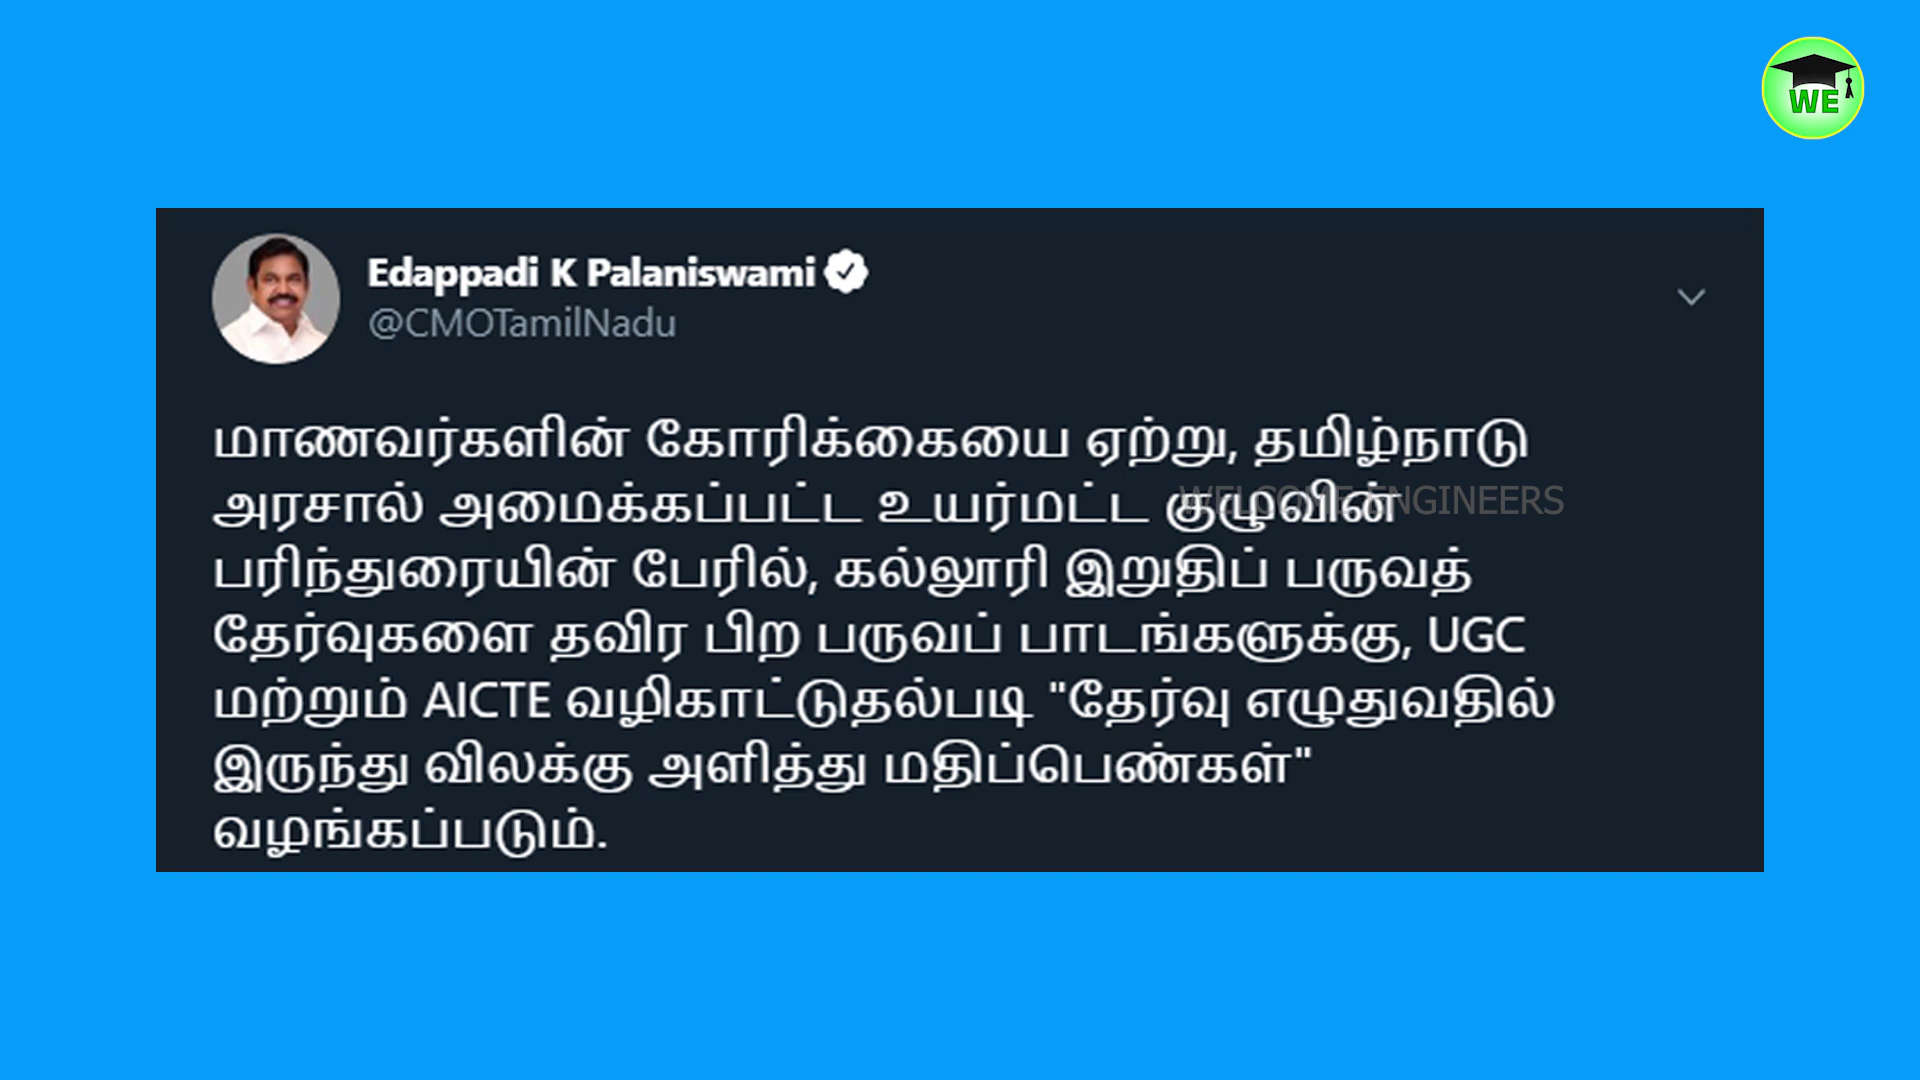 WE
Edappadi K Palaniswami
@CMOTamilNadu
மாணவர்களின் கோரிக்கையை ஏற்று, தமிழ்நாடு
அரசால் அமைக்கப்பட்ட உயர்மட்ட குழுவின்
WELCOME ENGINEERS
பரிந்துரையின் பேரில், கல்லூரி இறுதிப் பருவத்
தேர்வுகளை தவிர பிற பருவப் பாடங்களுக்கு, UGC
மற்றும் AICTE வழிகாட்டுதல்படி "தேர்வு எழுதுவதில்
இருந்து விலக்கு அளித்து மதிப்பெண்கள்"
வழங்கப்படும்.